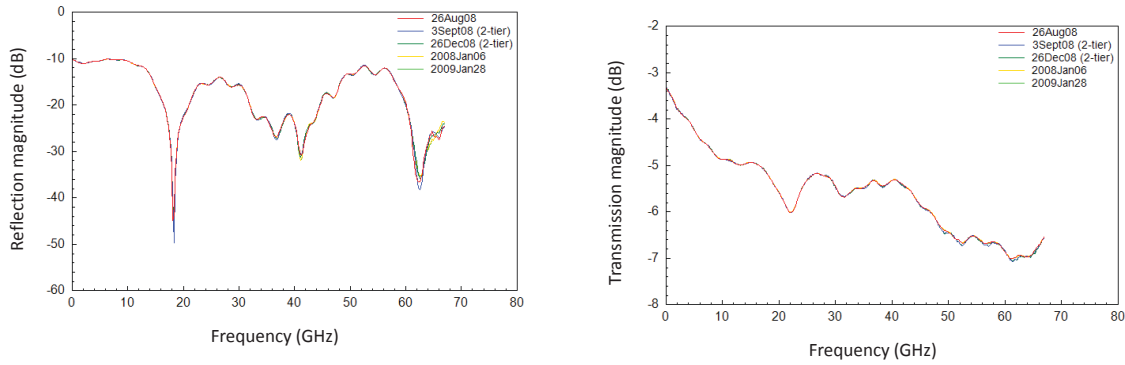 0
-10
-20
-30
-40
-50
-60
0 10 20 30 40 50 60 70 80
Reflection magnitude (dB)
Frequency (GHz)
26Aug08
3Sept08 (2-tier)
26Dec08 (2-tier)
2008Jan06
2009Jan28
-2
-3
-4
-5
-6
-7
-8
0 10 20 30 40 50 60 70 80
Transmission magnitude (dB)
Frequency (GHz)
26Aug08
3Sept08 (2-tier)
26Dec08 (2-tier)
2008Jan06
2009Jan28